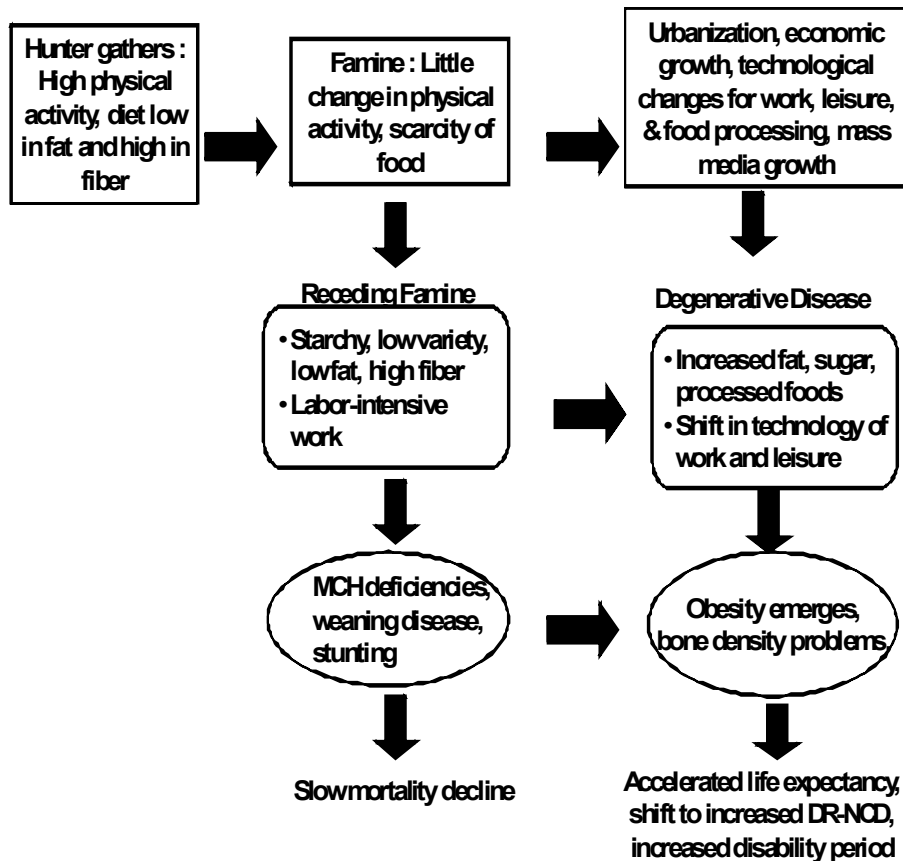 Hunter gathers :
High physical
activity, diet low
in fat and high in
fiber
Famine : Little
change in physical
activity, scarcity of
food
Urbanization, economic
growth, technological
changes for work, leisure,
& food processing, mass
media growth
Receding Famine
• Starchy, low variety,
low fat, high fiber
• Labor-intensive
work
Degenerative Disease
• Increased fat, sugar,
processed foods
• Shift in technology of
work and leisure
MCH deficiencies,
weaning disease,
stunting
Obesity emerges,
bone density problems,
Slow mortality decline
Accelerated life expectancy,
shift to increased DR-NCD,
increased disability period